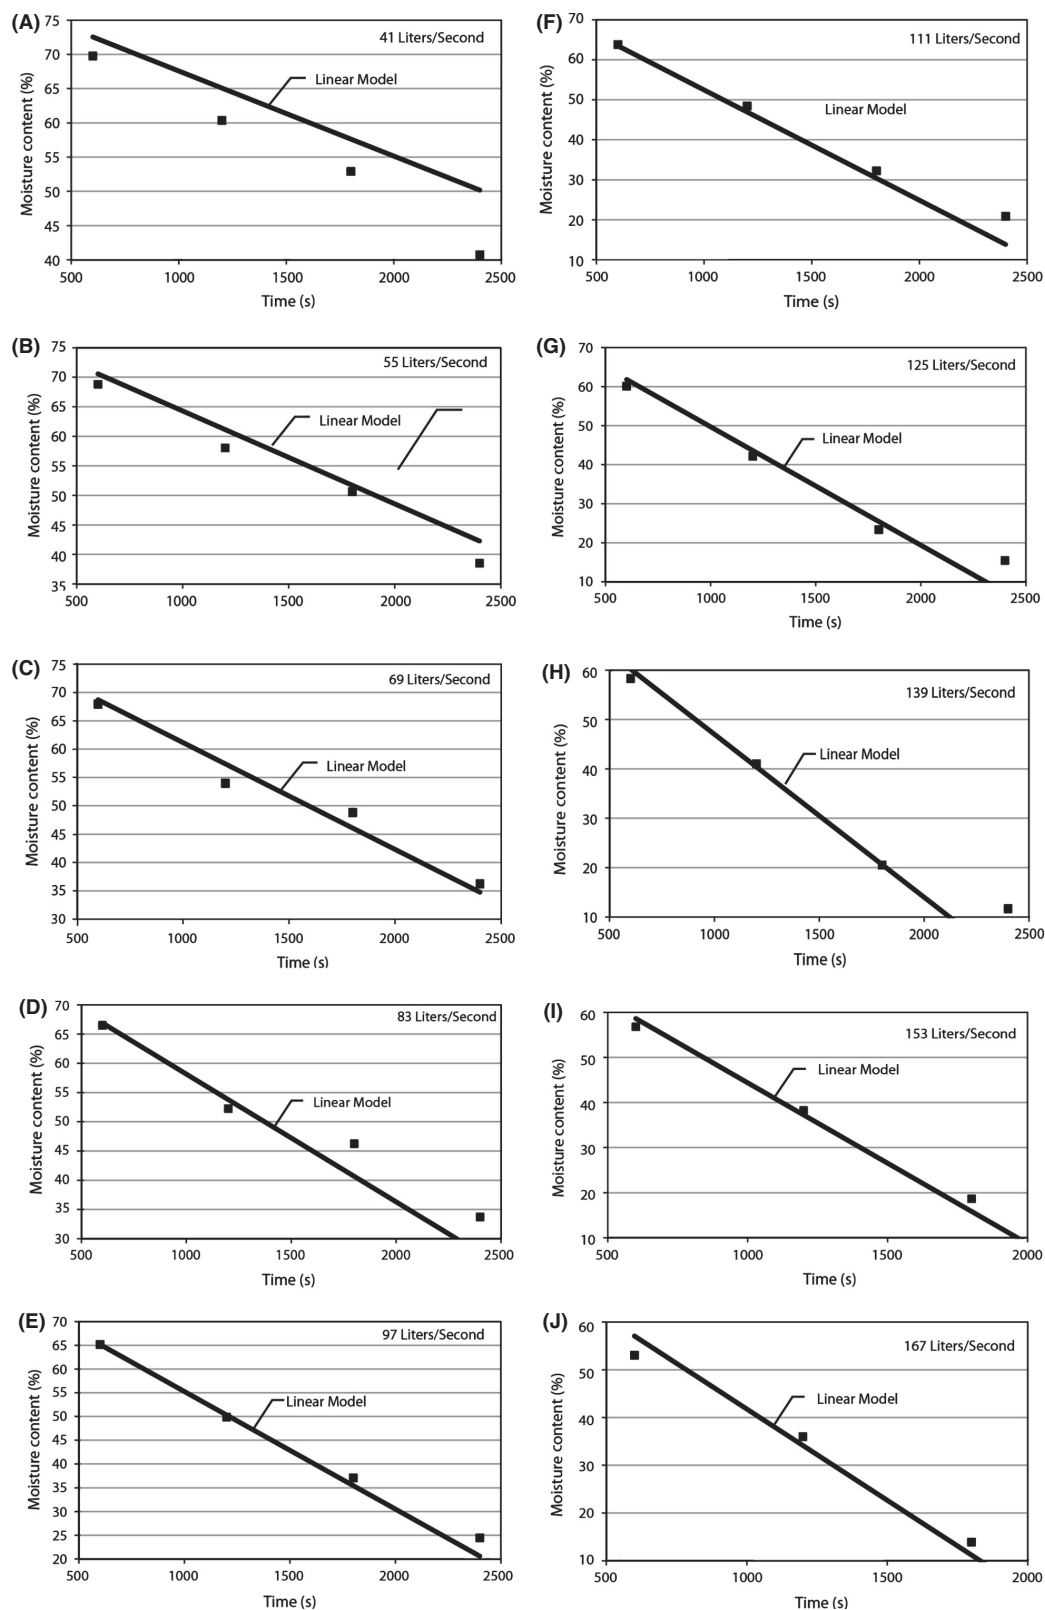 (A)
75
70
65
60
55
50
45
40
500 1000 1500 2000 2500
Moisture content (%)
Time (s)
41 Liters/Second
Linear Model
(B)
75
70
65
60
55
50
45
40
35
500 1000 1500 2000 2500
Moisture content (%)
55 Liters/Second
Linear Model
(C)
75
70
65
60
55
50
45
40
35
30
500 1000 1500 2000 2500
Moisture content (%)
Time (s)
69 Liters/Second
Linear Model
(D)
70
65
60
55
50
45
40
35
30
500 1000 1500 2000 2500
Moisture content (%)
Time (s)
83 Liters/Second
Linear Model
(E)
70
65
60
55
50
45
40
35
30
25
20
500 1000 1500 2000 2500
Moisture content (%)
Time (s)
97 Liters/Second
Linear Model
(F)
70
60
50
40
30
20
10
500 1000 1500 2000 2500
Moisture content (%)
Time (s)
111 Liters/Second
Linear Model
(G)
70
60
50
40
30
20
10
500 1000 1500 2000 2500
Moisture content (%)
Time (s)
125 Liters/Second
Linear Model
(H)
60
50
40
30
20
10
500 1000 1500 2000 2500
Moisture content (%)
Time (s)
139 Liters/Second
Linear Model
(I)
60
50
40
30
20
10
500 1000 1500 2000
Moisture content (%)
Time (s)
153 Liters/Second
Linear Model
(J)
60
50
40
30
20
10
500 1000 1500 2000
Moisture content (%)
Time (s)
167 Liters/Second
Linear Model